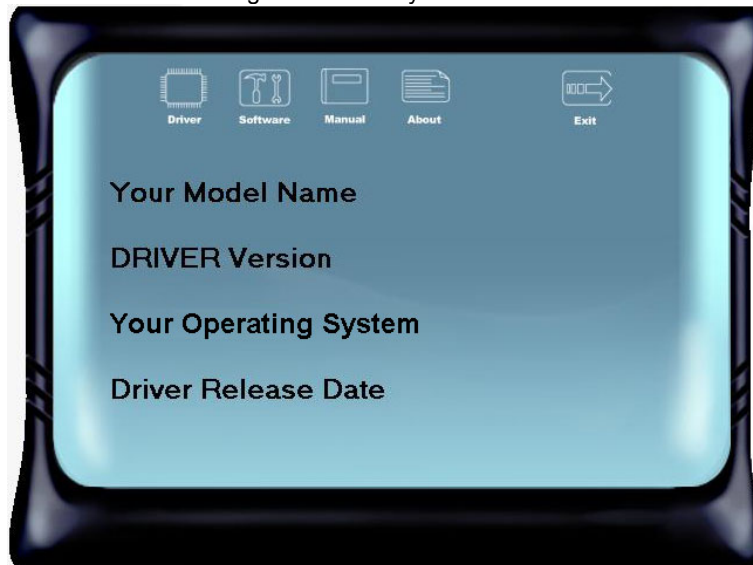 Driver Software Manual About Exit
Your Model Name
DRIVER Version
Your Operating System
Driver Release Date